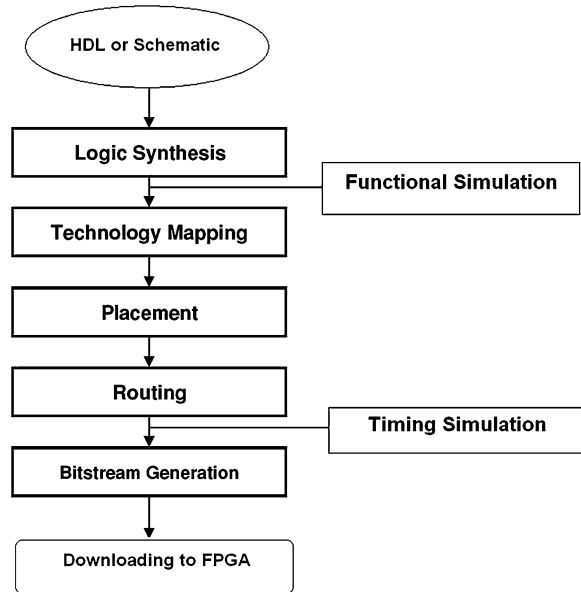 HDL or Schematic
Logic Synthesis
Functional Simulation
Technology Mapping
Placement
Routing
Timing Simulation
Bitstream Generation
Downloading to FPGA